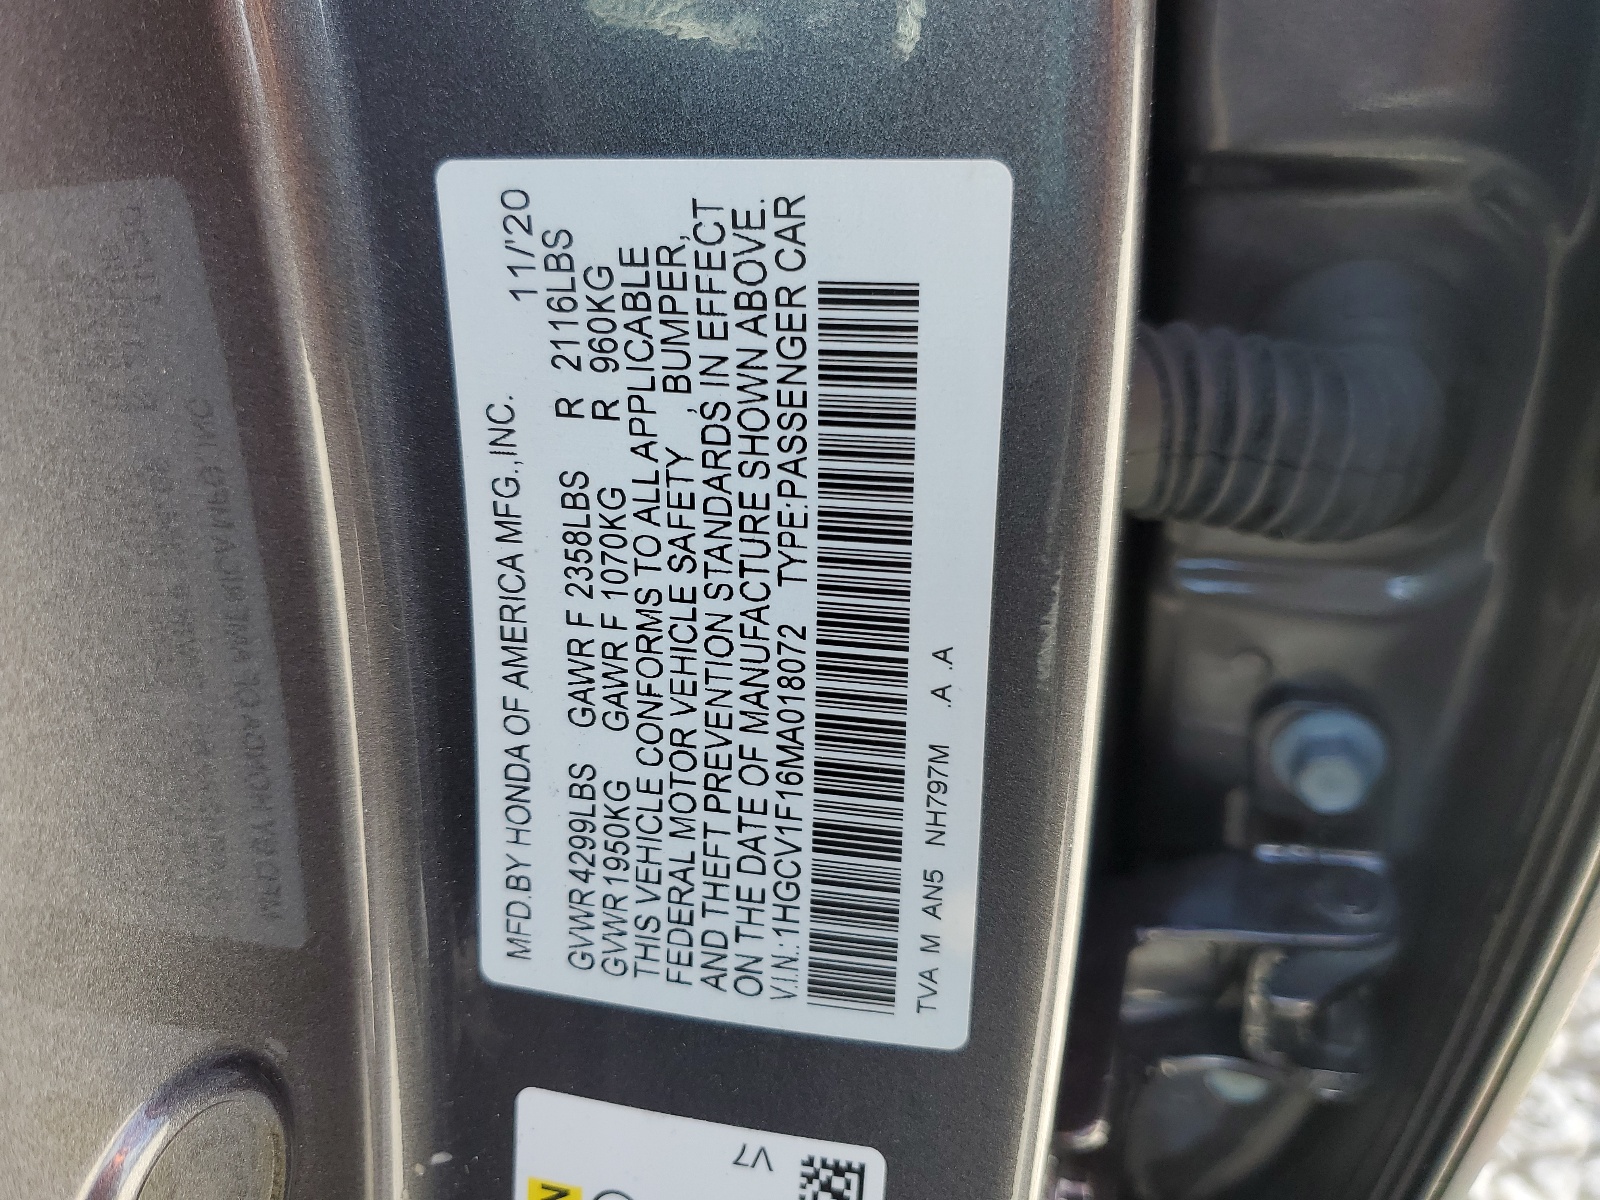 MFD.BY HONDA OF AMERICA MFG.,INC. 11/'20
GVWR 4299LBS GAWR F 2358LBS R 2116LBS
GVWR 1950KG GAWR F 1070KG R 960KG
THIS VEHICLE CONFORMS TO ALL APPLICABLE
FEDERAL MOTOR VEHICLE SAFETY , BUMPER,
AND THEFT PREVENTION STANDARDS IN EFFECT
ON THE DATE OF MANUFACTURE SHOWN ABOVE.
V.I.N.:1HGCV1F16MA018072 TYPE:PASSENGER CAR
TVA M AN5 NH797M .A .A
V7